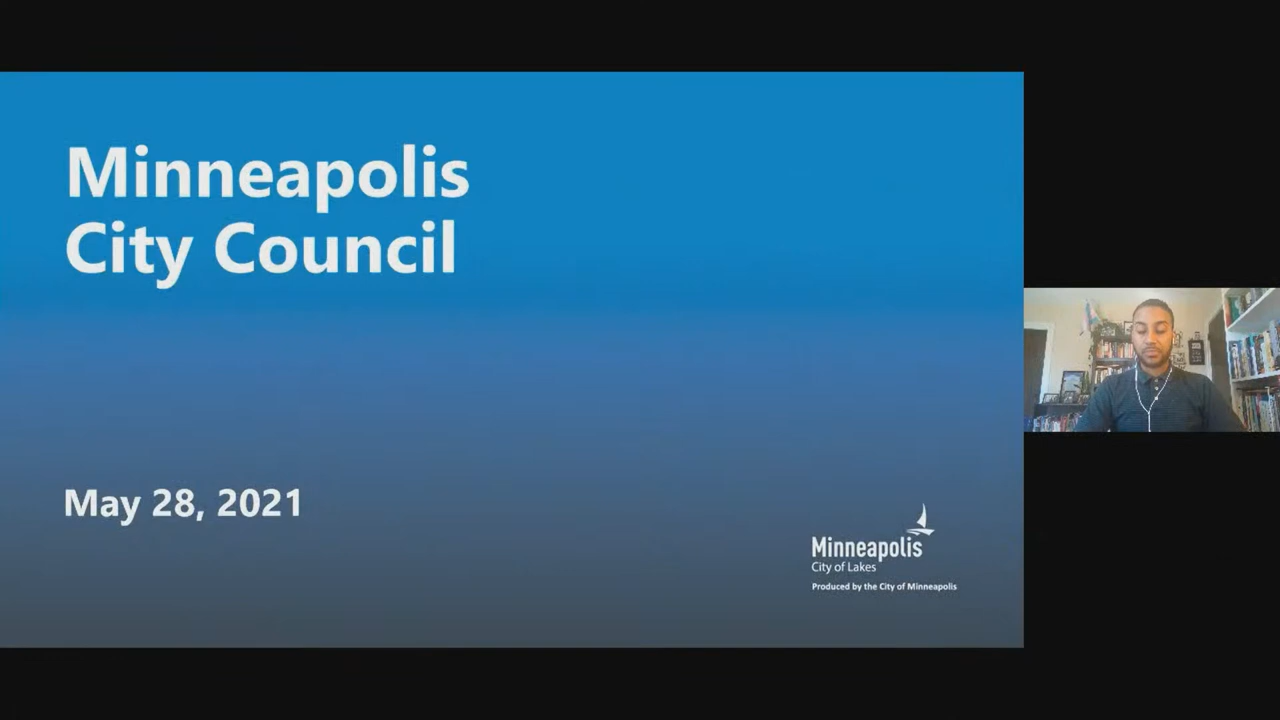 Minneapolis
City Council
May 28, 2021
Minneapolis
City of Lakes
Produced by the City of Minneapolis